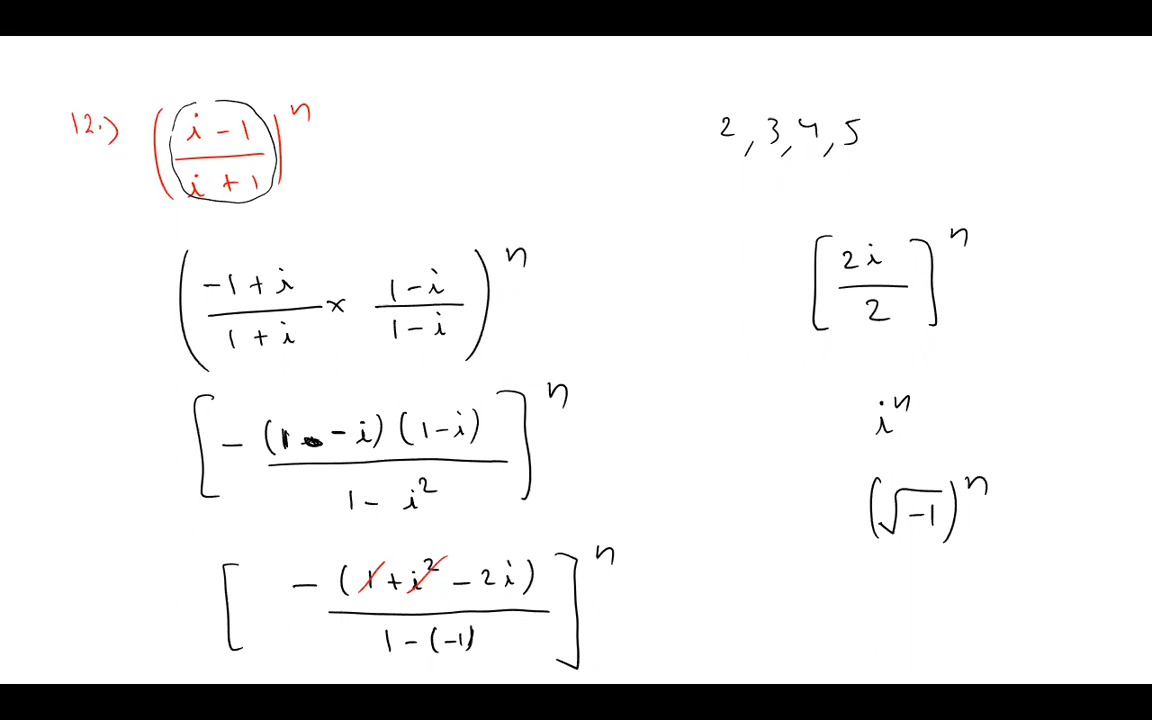 12.) ((i - 1)/(i + 1))^n
((-1 + i)/(1 + i) × (1 - i)/(1 - i))^n
[-(1 - i)(1 - i)/(1 - i²)]^n
[-(1 + i² - 2i)/(1 - (-1))]^n
2, 3, 4, 5
[2i/2]^n
i^n
(√-1)^n